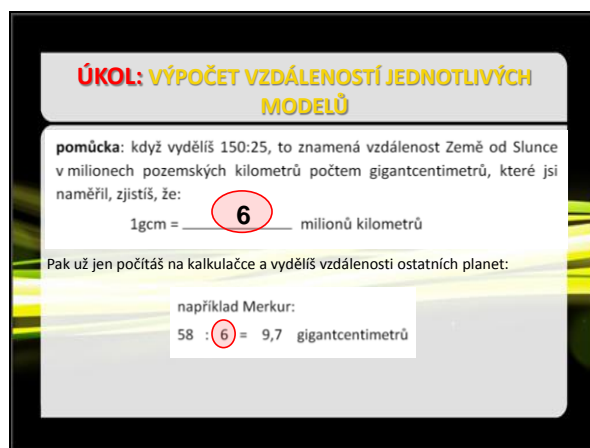 ÚKOL: VÝPOČET VZDÁLENOSTÍ JEDNOTLIVÝCH
MODELŮ
pomůcka: když vydělíš 150:25, to znamená vzdálenost Země od Slunce
v milionech pozemských kilometrů počtem gigantcentimetrů, které jsi
naměřil, zjistíš, že:
1gcm = ____6____ milionů kilometrů
Pak už jen počítáš na kalkulačce a vydělíš vzdálenosti ostatních planet:
například Merkur:
58 : 6 = 9,7 gigantcentimetrů